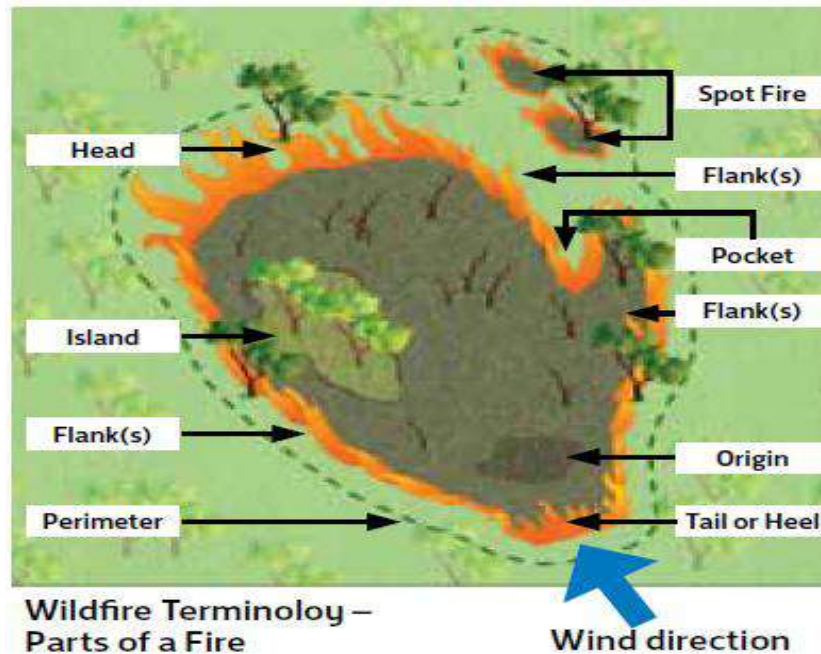 Spot Fire
Head
Flank(s)
Pocket
Flank(s)
Island
Flank(s)
Origin
Perimeter
Tail or Heel
Wildfire Terminoloy –
Parts of a Fire
Wind direction